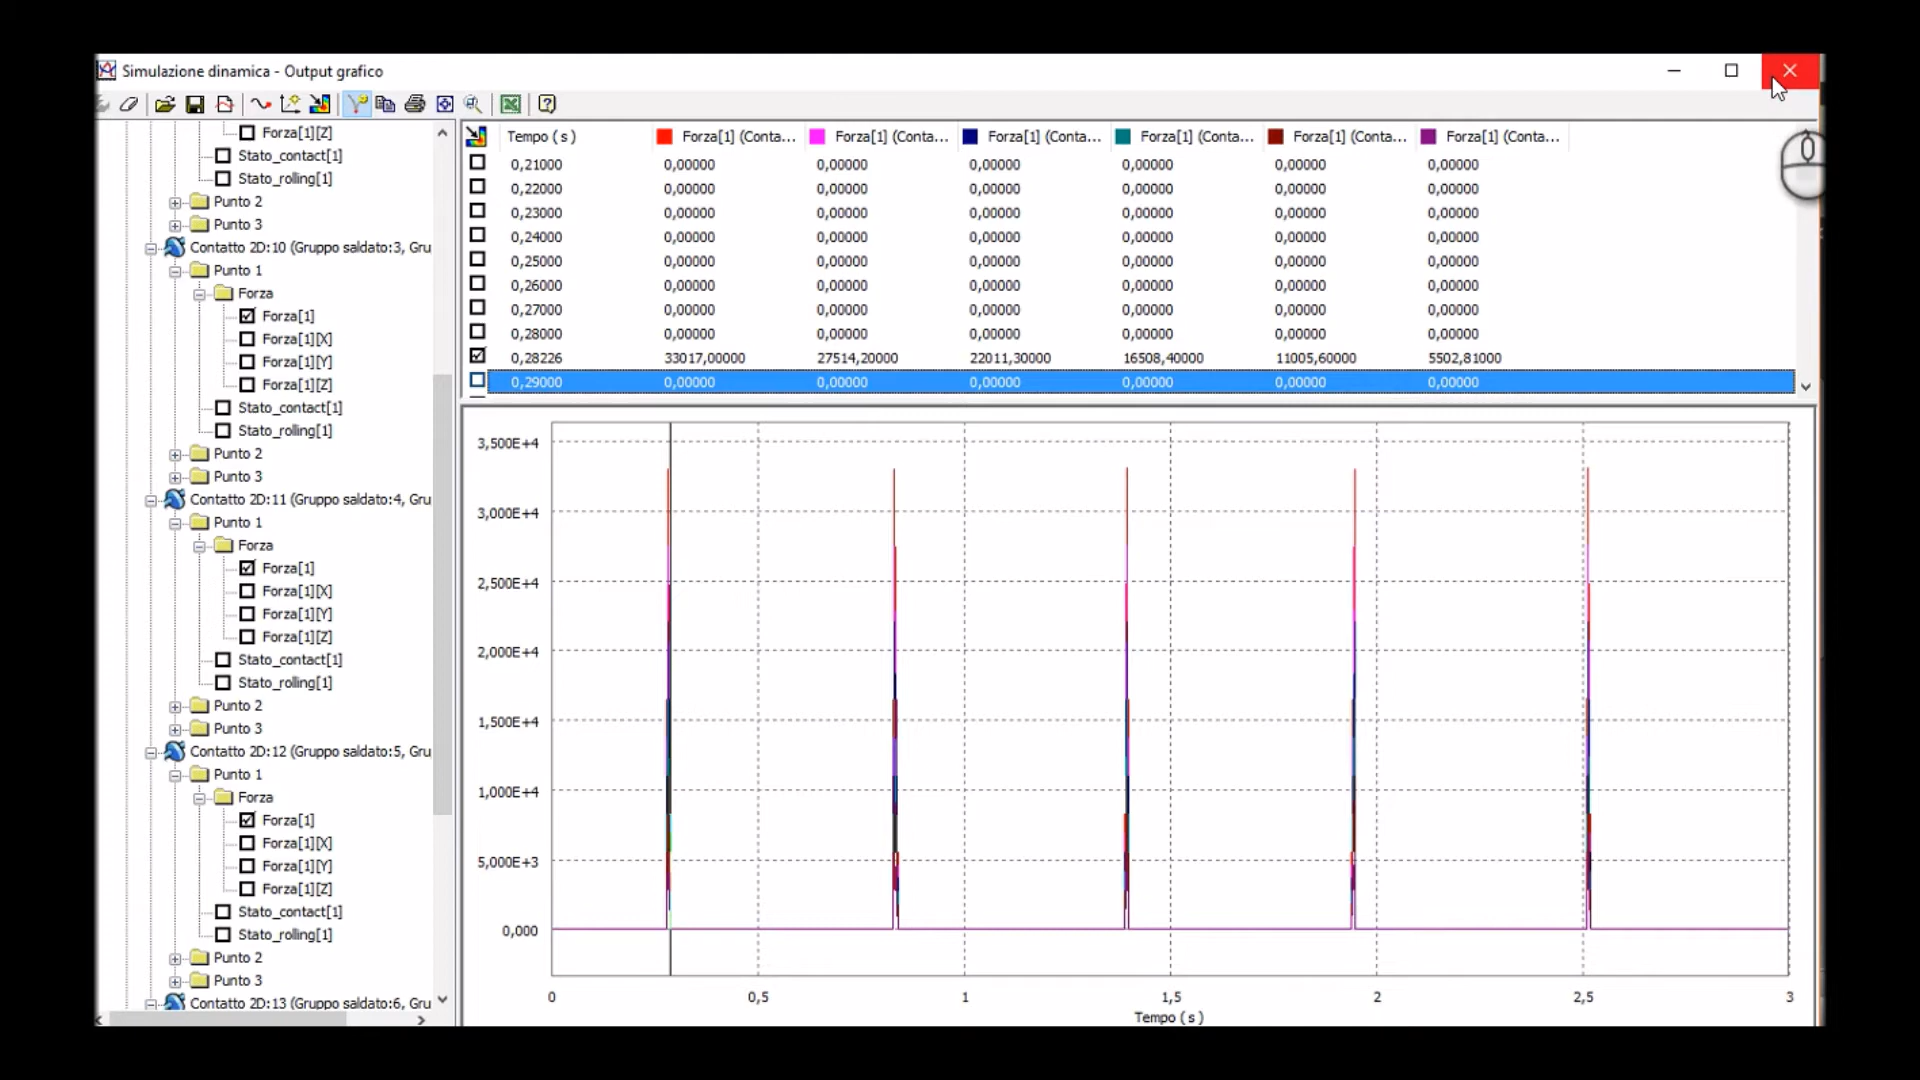 Simulazione dinamica - Output grafico
Forza[1][Z]
Stato_contact[1]
Stato_rolling[1]
Punto 2
Punto 3
Contatto 2D:10 (Gruppo saldato:3, Gru
Punto 1
Forza
Forza[1]
Forza[1][X]
Forza[1][Y]
Forza[1][Z]
Stato_contact[1]
Stato_rolling[1]
Punto 2
Punto 3
Contatto 2D:11 (Gruppo saldato:4, Gru
Punto 1
Forza
Forza[1]
Forza[1][X]
Forza[1][Y]
Forza[1][Z]
Stato_contact[1]
Stato_rolling[1]
Punto 2
Punto 3
Contatto 2D:12 (Gruppo saldato:5, Gru
Punto 1
Forza
Forza[1]
Forza[1][X]
Forza[1][Y]
Forza[1][Z]
Stato_contact[1]
Stato_rolling[1]
Punto 2
Punto 3
Contatto 2D:13 (Gruppo saldato:6, Gru
Tempo ( s ) Forza[1] (Conta... Forza[1] (Conta... Forza[1] (Conta... Forza[1] (Conta... Forza[1] (Conta... Forza[1] (Conta...
0,21000 0,00000 0,00000 0,00000 0,00000 0,00000 0,00000
0,22000 0,00000 0,00000 0,00000 0,00000 0,00000 0,00000
0,23000 0,00000 0,00000 0,00000 0,00000 0,00000 0,00000
0,24000 0,00000 0,00000 0,00000 0,00000 0,00000 0,00000
0,25000 0,00000 0,00000 0,00000 0,00000 0,00000 0,00000
0,26000 0,00000 0,00000 0,00000 0,00000 0,00000 0,00000
0,27000 0,00000 0,00000 0,00000 0,00000 0,00000 0,00000
0,28000 0,00000 0,00000 0,00000 0,00000 0,00000 0,00000
0,28226 33017,00000 27514,20000 22011,30000 16508,40000 11005,60000 5502,81000
0,29000 0,00000 0,00000 0,00000 0,00000 0,00000 0,00000
3,500E+4
3,000E+4
2,500E+4
2,000E+4
1,500E+4
1,000E+4
5,000E+3
0,000
0 0,5 1 1,5 2 2,5 3
Tempo ( s )